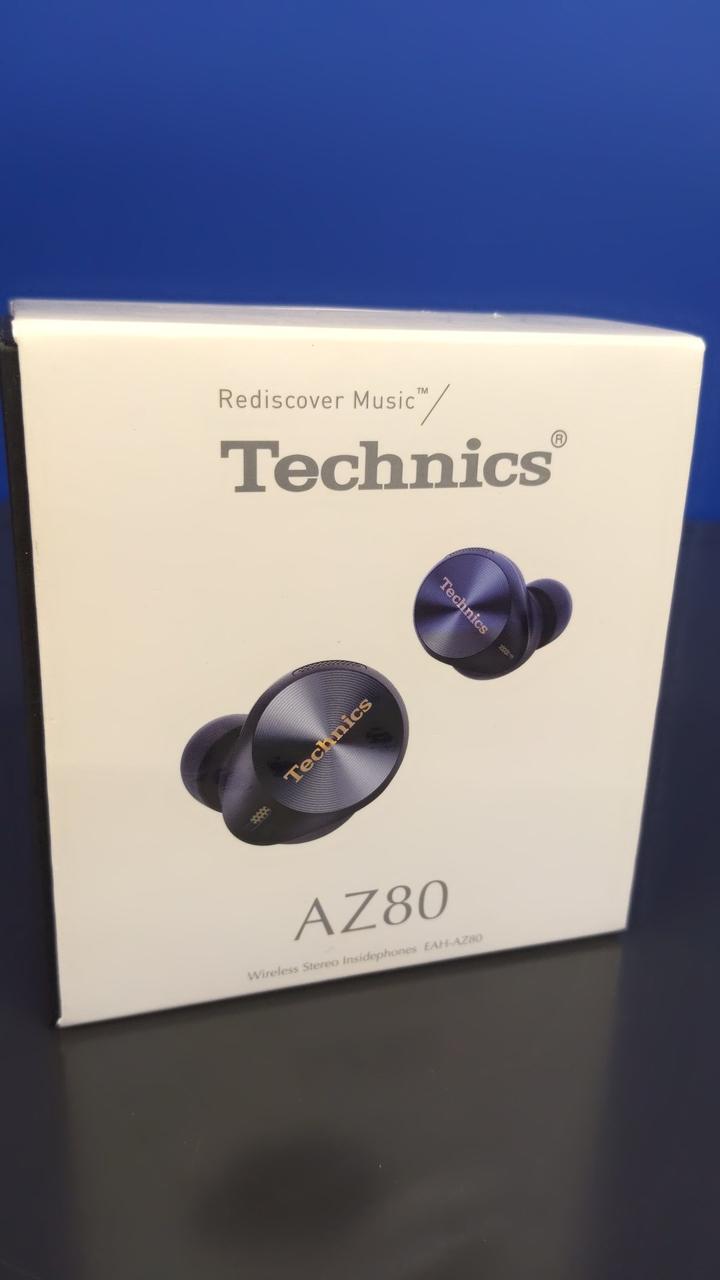 Rediscover Music™/
Technics®
Technics
Technics
AZ80
Wireless Stereo Insidephones EAH-AZ80